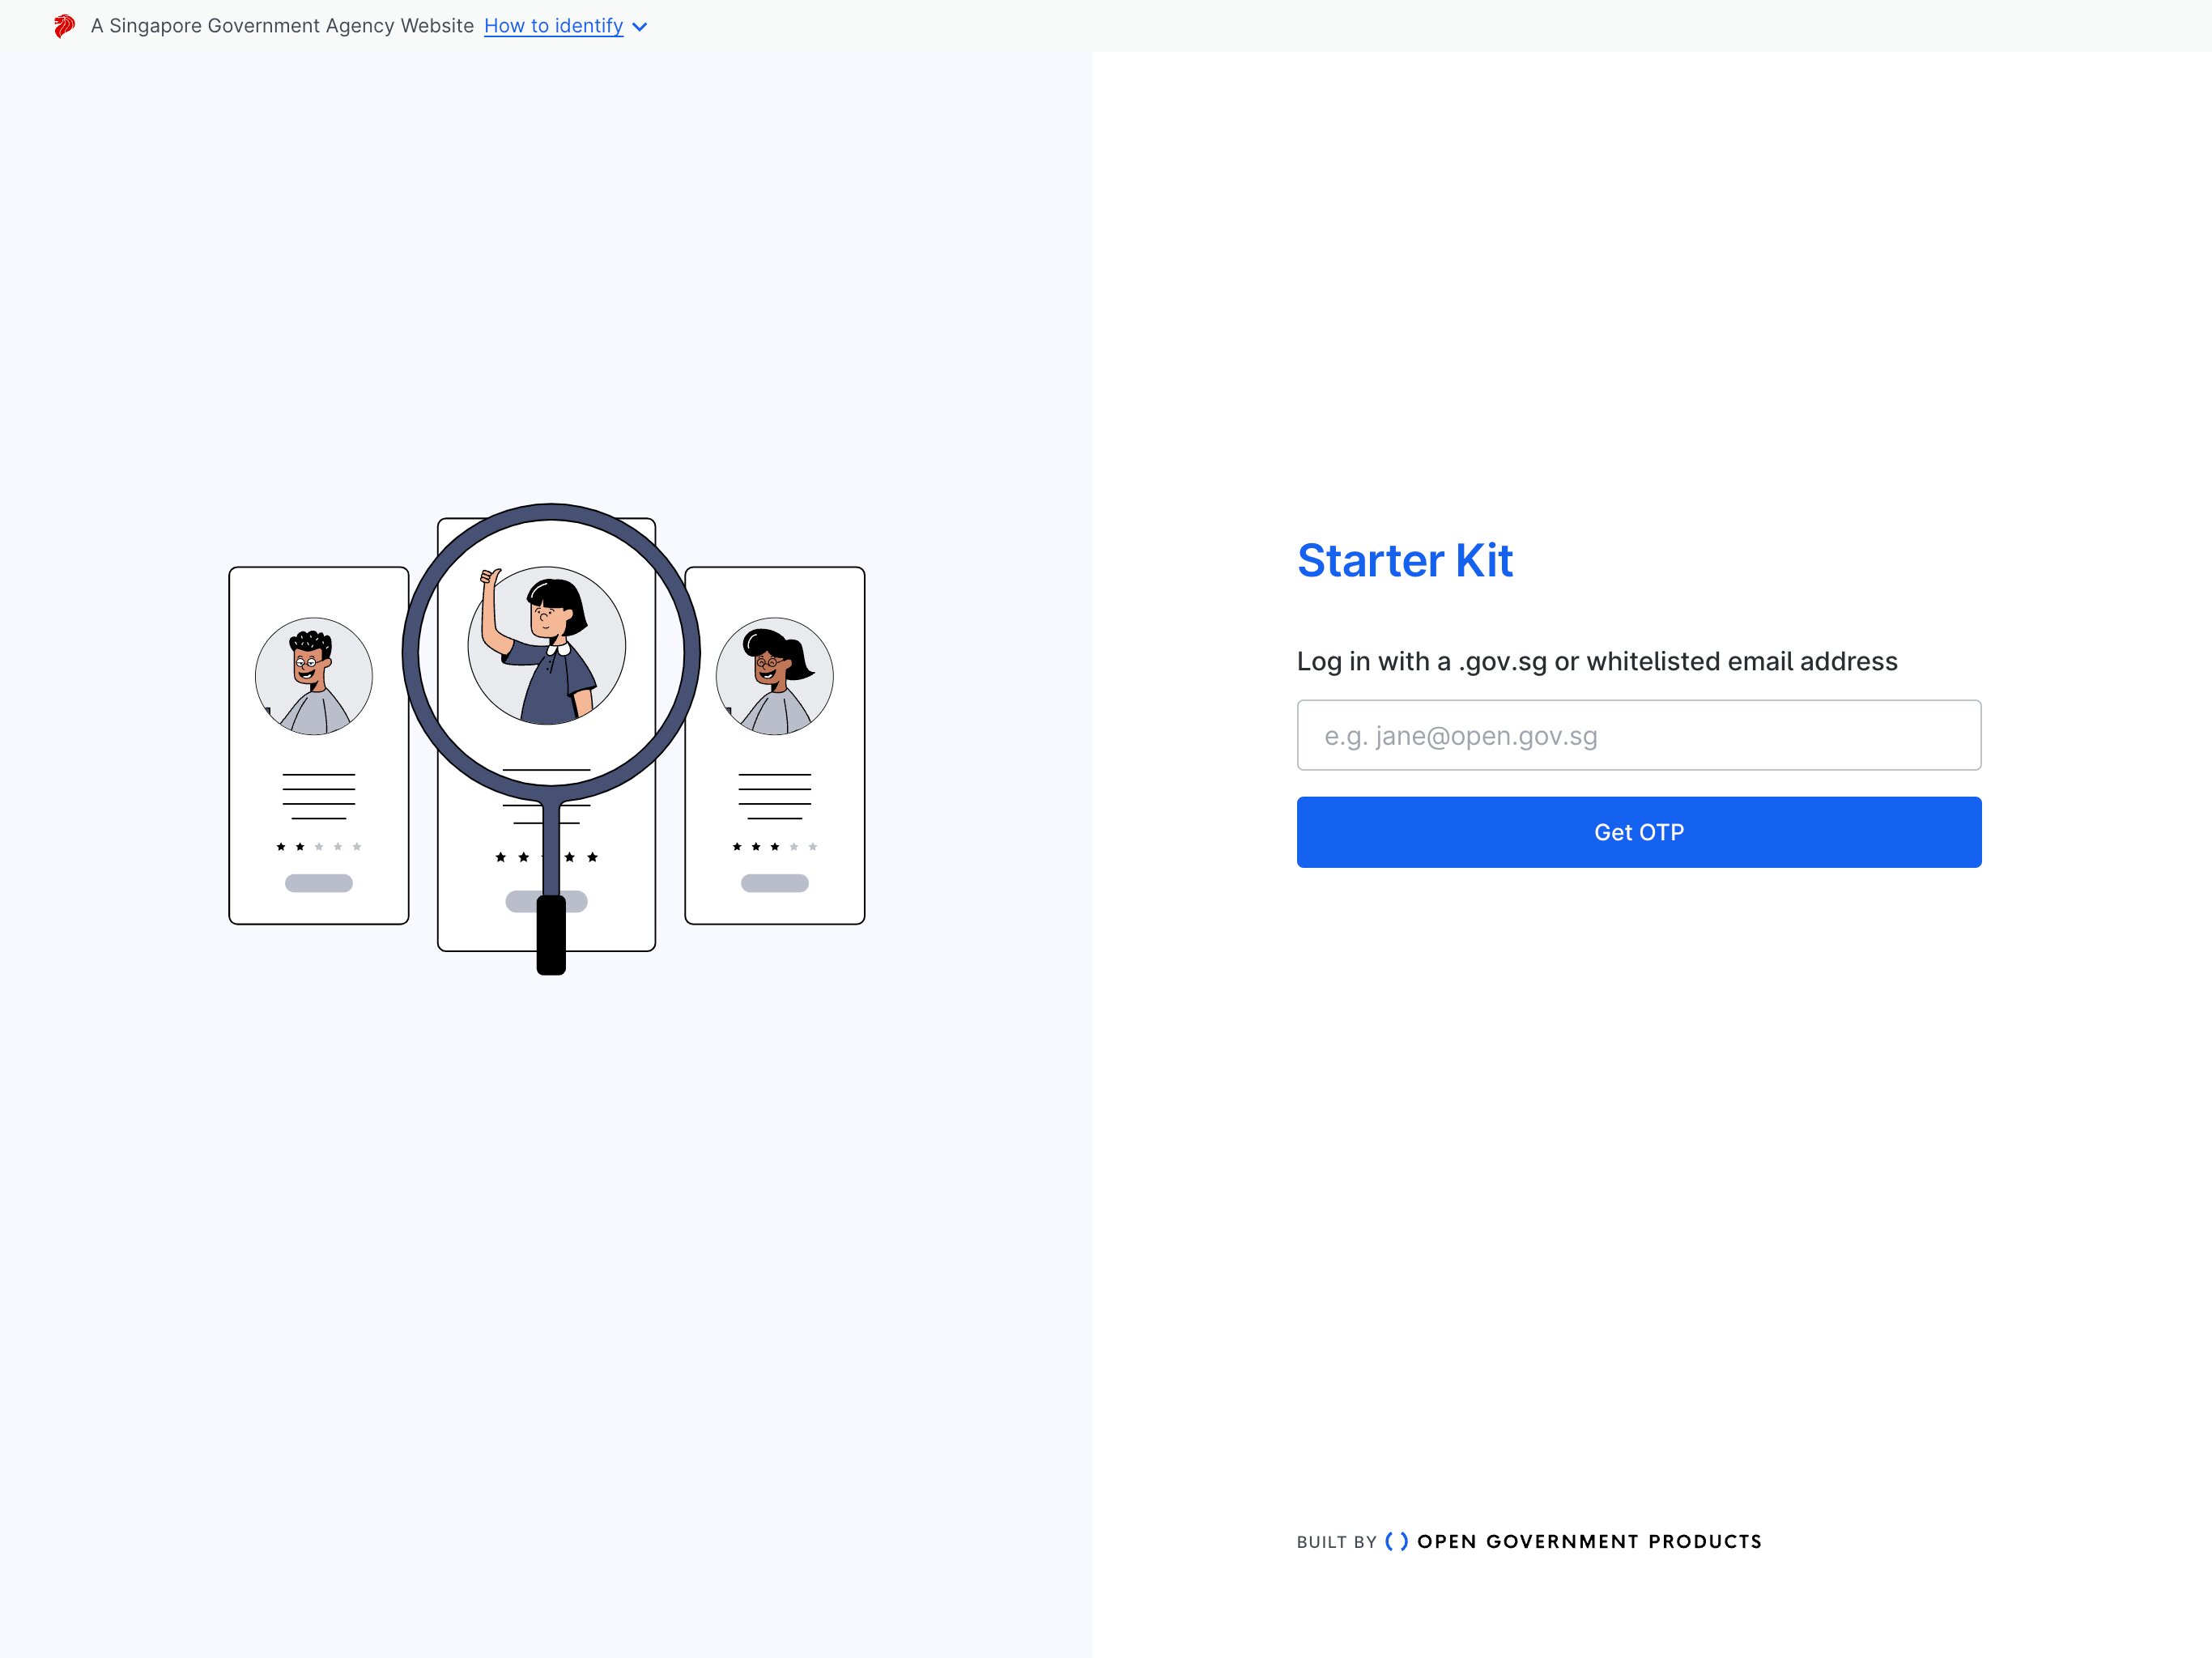 A Singapore Government Agency Website How to identify
Starter Kit
Log in with a .gov.sg or whitelisted email address
e.g. jane@open.gov.sg
Get OTP
BUILT BY OPEN GOVERNMENT PRODUCTS